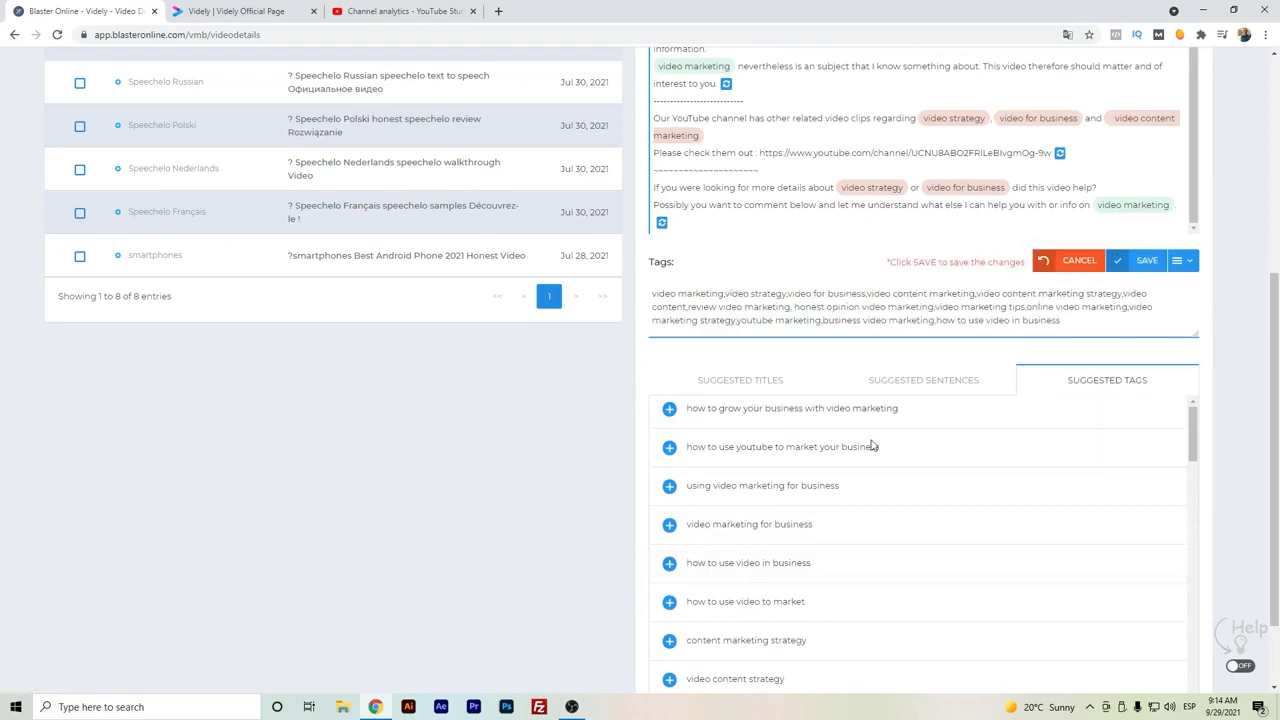 Blaster Online - Videly - Video D
Videly | Videly Official Page
Channel analytics - YouTube Stu
app.blasteronline.com/vmb/videodetails
Speechelo Russian
? Speechelo Russian speechelo text to speech
Официальное видео
Jul 30, 2021
Speechelo Polski
? Speechelo Polski honest speechelo review
Rozwiązanie
Jul 30, 2021
Speechelo Nederlands
? Speechelo Nederlands speechelo walkthrough
Video
Jul 30, 2021
Speechelo Français
? Speechelo Français speechelo samples Découvrez-
le !
Jul 30, 2021
smartphones
?smartphones Best Android Phone 2021 Honest Video
Jul 28, 2021
Showing 1 to 8 of 8 entries
<< < 1 > >>
information.
video marketing nevertheless is an subject that I know something about. This video therefore should matter and of
interest to you.
--------------------------
Our YouTube channel has other related video clips regarding video strategy, video for business and video content
marketing
Please check them out : https://www.youtube.com/channel/UCNU8ABO2FRlLeBIvgmOg-9w
~~~~~~~~~~~~~~~~~~~~~
If you were looking for more details about video strategy or video for business did this video help?
Possibly you want to comment below and let me understand what else I can help you with or info on video marketing.
Tags:
*Click SAVE to save the changes
CANCEL
SAVE
video marketing,video strategy,video for business,video content marketing,video content marketing strategy,video
content,review video marketing, honest opinion video marketing,video marketing tips,online video marketing,video
marketing strategy,youtube marketing,business video marketing,how to use video in business
SUGGESTED TITLES
SUGGESTED SENTENCES
SUGGESTED TAGS
how to grow your business with video marketing
how to use youtube to market your business
using video marketing for business
video marketing for business
how to use video in business
how to use video to market
content marketing strategy
video content strategy
Help
OFF
Type here to search
Ai
Ae
Pr
Ps
FZ
20°C Sunny
ESP
9:14 AM
9/29/2021
2